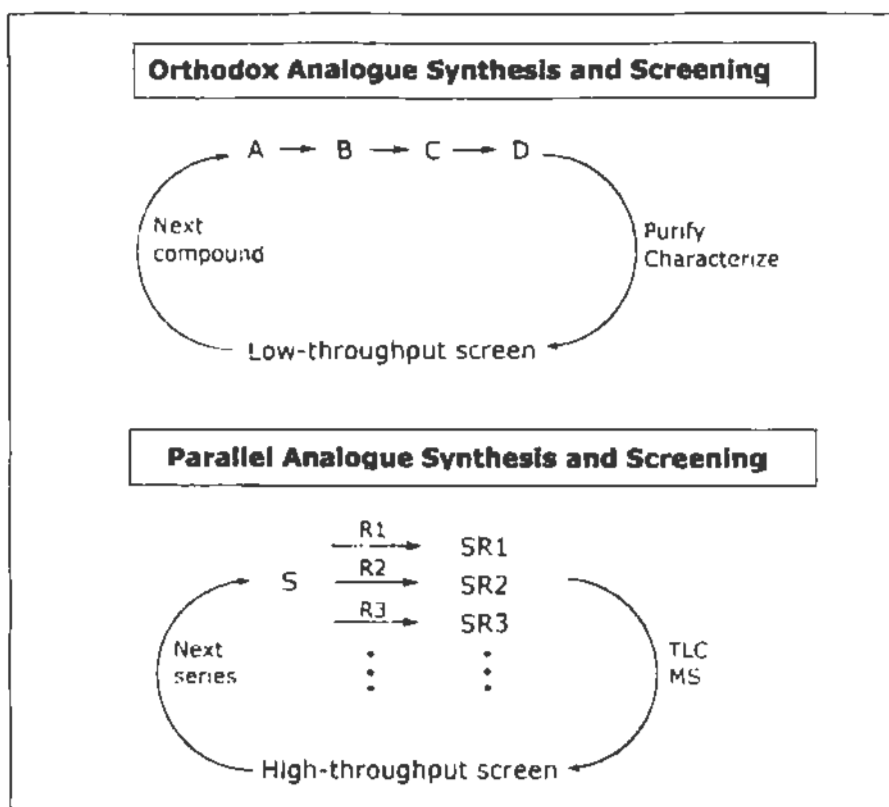 Orthodox Analogue Synthesis and Screening
A → B → C → D
Next
compound
Purify
Characterize
Low-throughput screen
Parallel Analogue Synthesis and Screening
R1
SR1
S
R2
SR2
R3
SR3
Next
series
TLC
MS
High-throughput screen